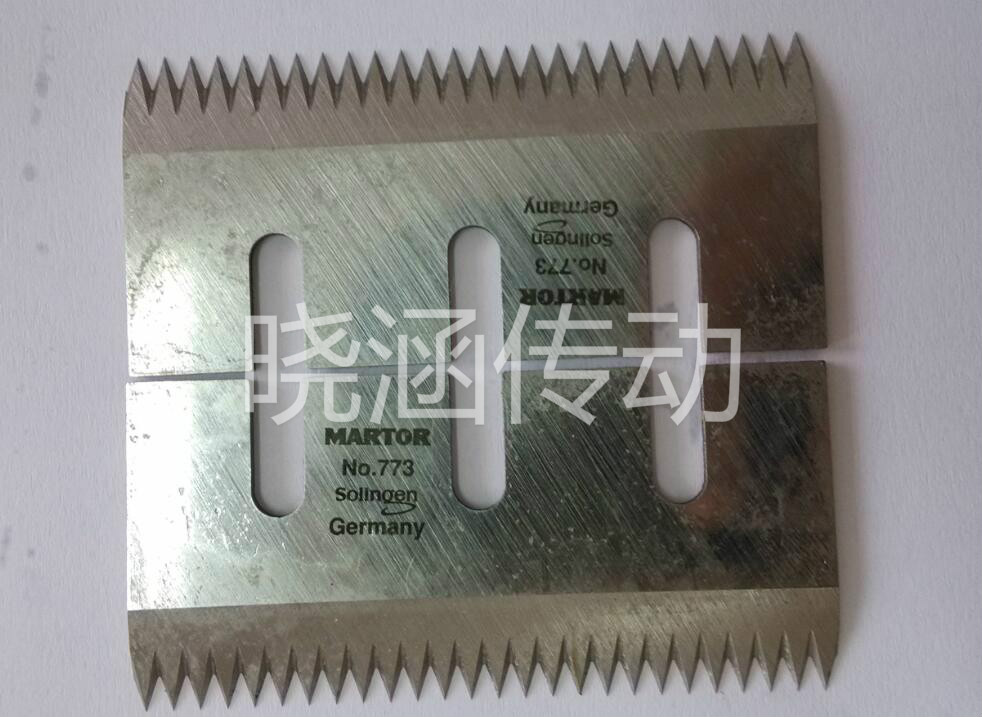 Germany
Solingen
No.773
MARTOR
晓涵传动
MARTOR
No.773
Solingen
Germany